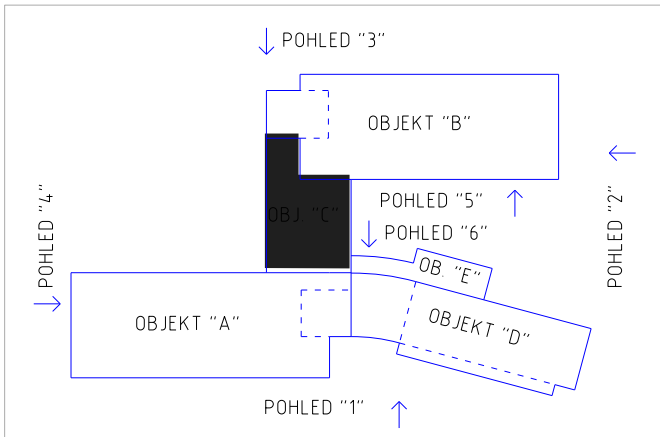 POHLED "3"
OBJEKT "B"
POHLED "4"
POHLED "2"
POHLED "5"
OBJ. "C"
POHLED "6"
OB. "E"
OBJEKT "A"
OBJEKT "D"
POHLED "1"